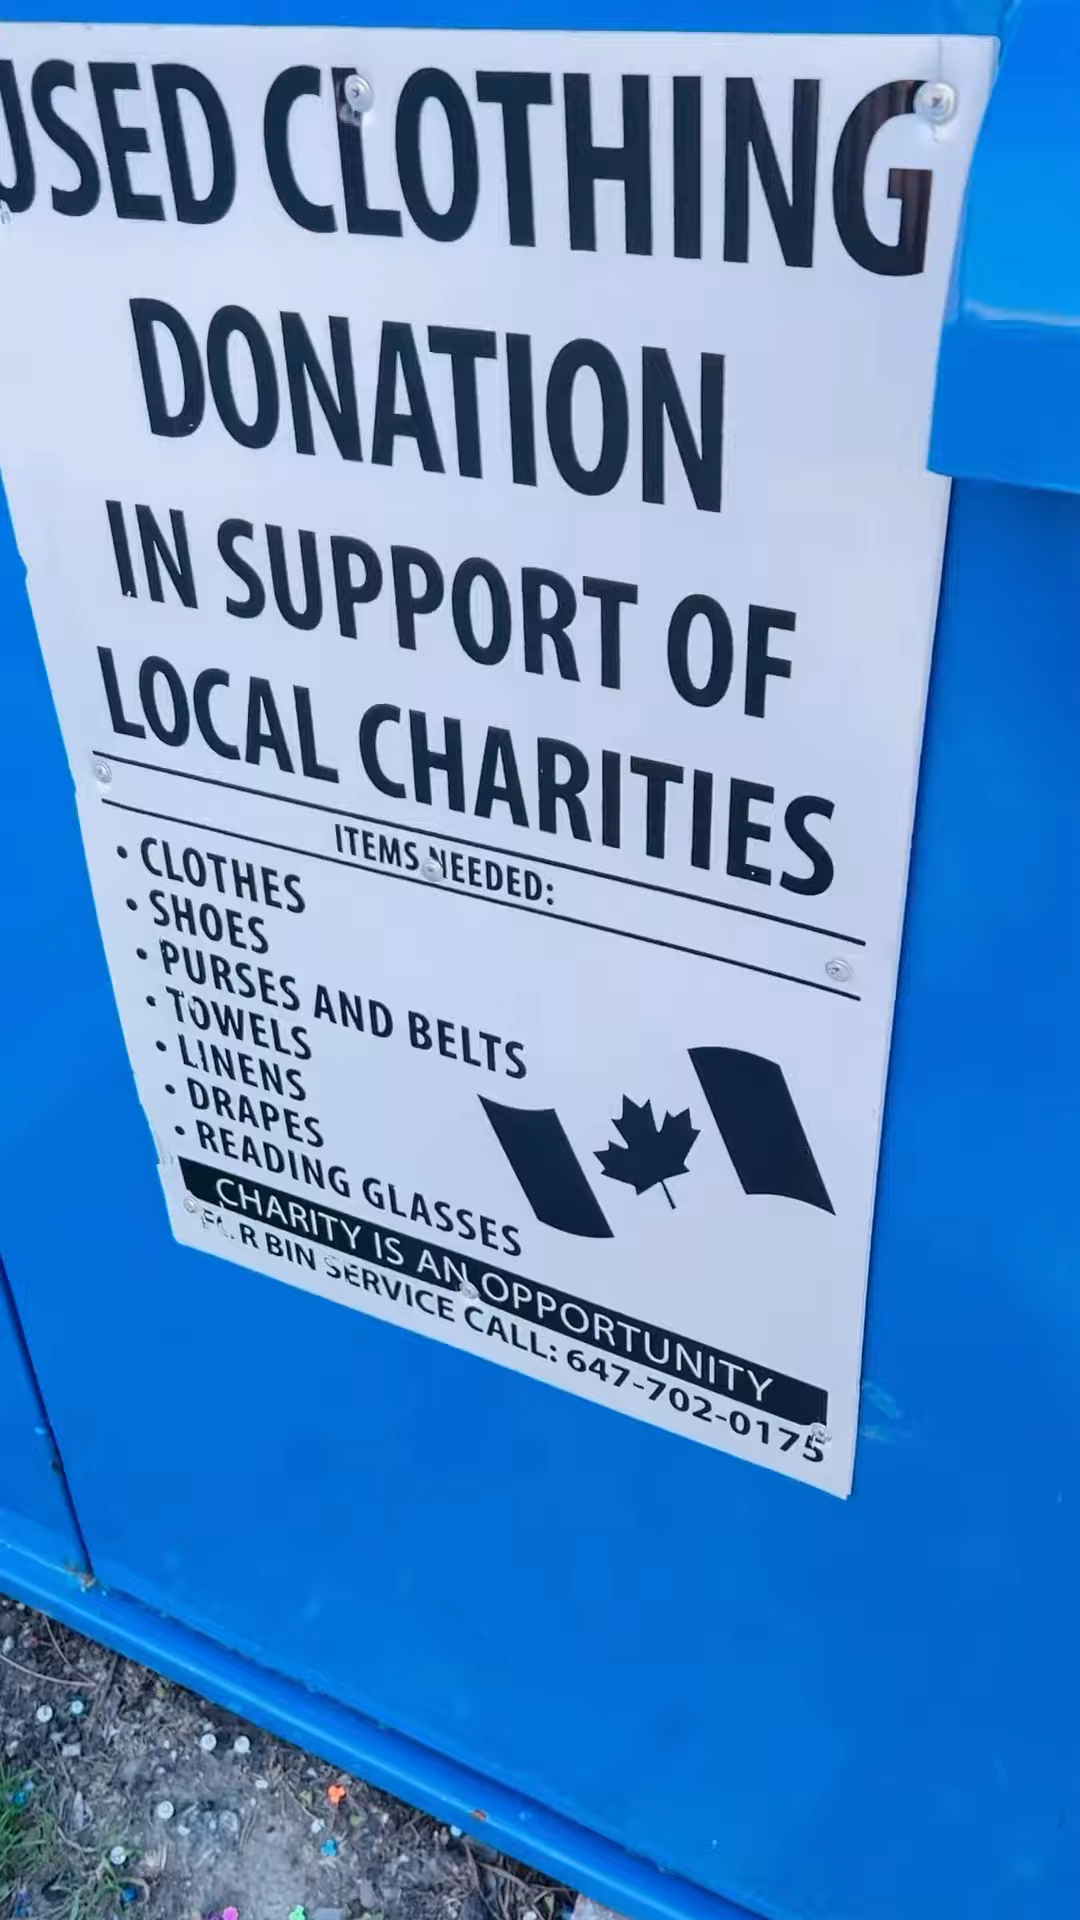 USED CLOTHING
DONATION
IN SUPPORT OF
LOCAL CHARITIES
ITEMS NEEDED:
• CLOTHES
• SHOES
• PURSES AND BELTS
• TOWELS
• LINENS
• DRAPES
• READING GLASSES
CHARITY IS AN OPPORTUNITY
FOR BIN SERVICE CALL: 647-702-0175